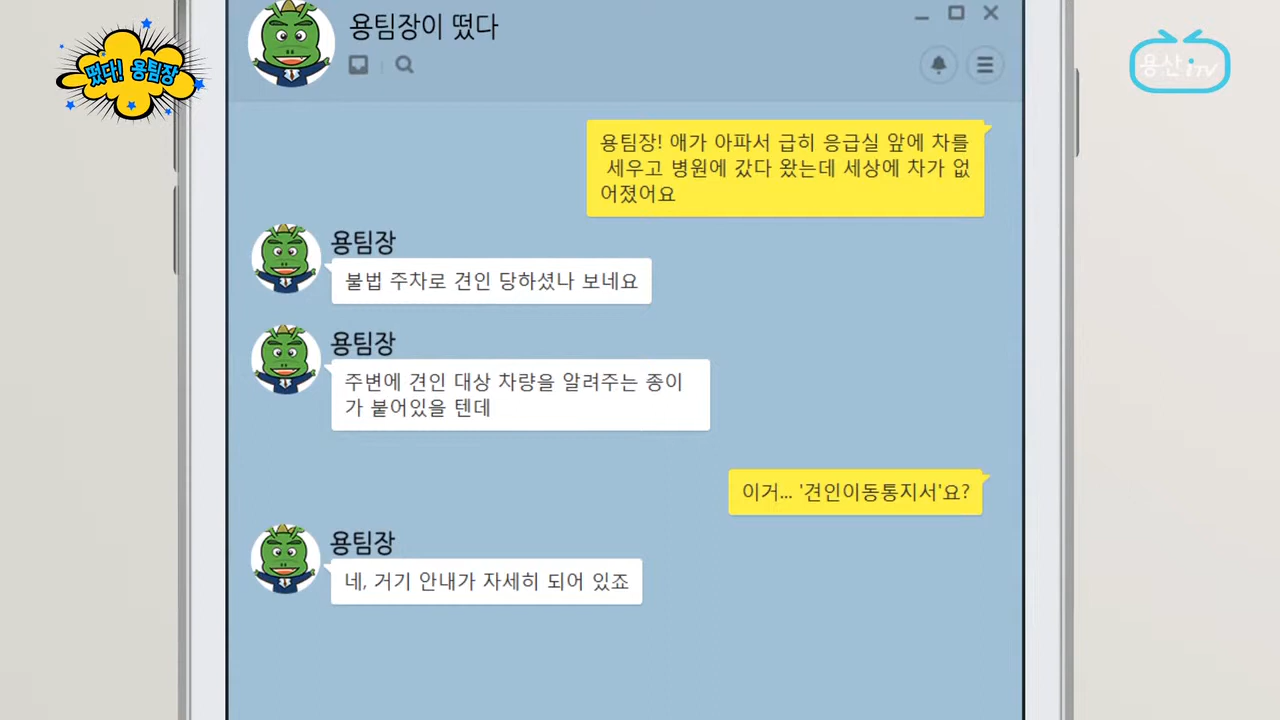 떴다! 용팀장
용팀장이 떴다
용산 iTV
용팀장! 애가 아파서 급히 응급실 앞에 차를
세우고 병원에 갔다 왔는데 세상에 차가 없
어졌어요
용팀장
불법 주차로 견인 당하셨나 보네요
용팀장
주변에 견인 대상 차량을 알려주는 종이
가 붙어있을 텐데
이거... '견인이동통지서'요?
용팀장
네, 거기 안내가 자세히 되어 있죠